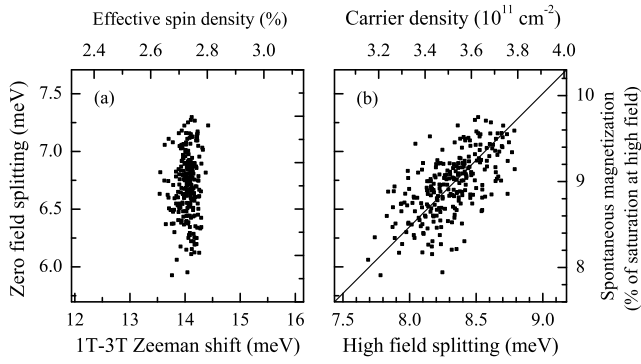 Effective spin density (%)
Carrier density (10¹¹ cm⁻²)
2.4 2.6 2.8 3.0
3.2 3.4 3.6 3.8 4.0
Zero field splitting (meV)
7.5
7.0
6.5
6.0
(a)
(b)
10
9
8
Spontaneous magnetization
(% of saturation at high field)
12 13 14 15 16
7.5 8.0 8.5 9.0
1T-3T Zeeman shift (meV)
High field splitting (meV)